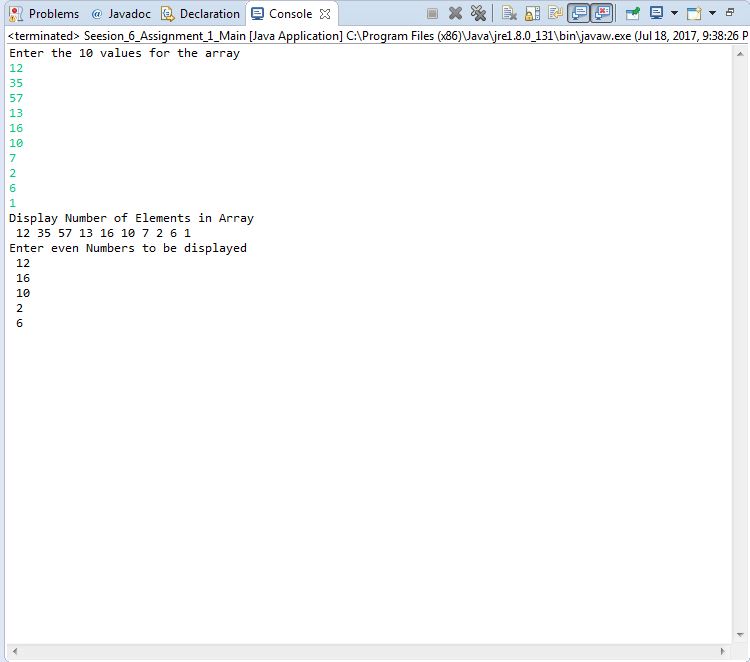 Problems @ Javadoc Declaration Console
<terminated> Seesion_6_Assignment_1_Main [Java Application] C:\Program Files (x86)\Java\jre1.8.0_131\bin\javaw.exe (Jul 18, 2017, 9:38:26 P
Enter the 10 values for the array
12
35
57
13
16
10
7
2
6
1
Display Number of Elements in Array
12 35 57 13 16 10 7 2 6 1
Enter even Numbers to be displayed
12
16
10
2
6